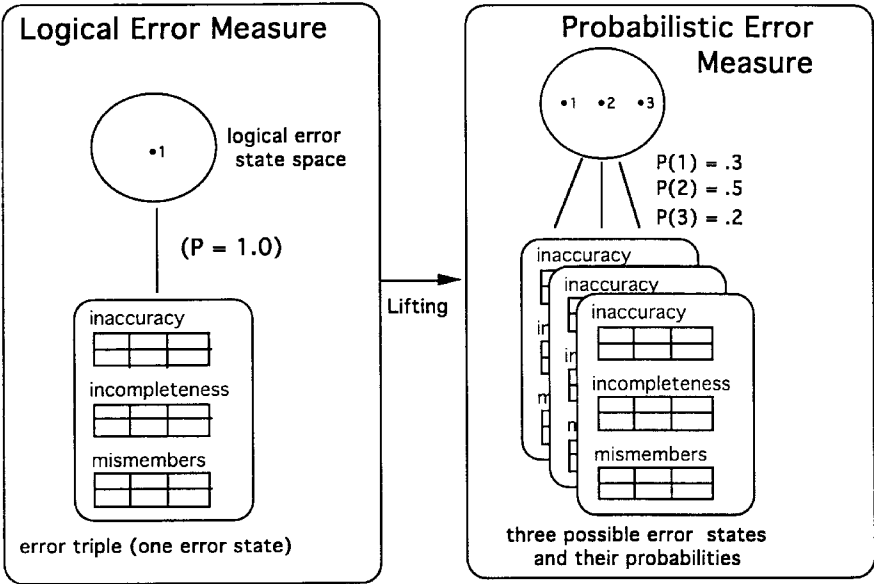 Logical Error Measure
•1
logical error
state space
(P = 1.0)
inaccuracy
incompleteness
mismembers
error triple (one error state)
Lifting
Probabilistic Error
Measure
•1 •2 •3
P(1) = .3
P(2) = .5
P(3) = .2
inaccuracy
in
m
inaccuracy
i
n
inaccuracy
incompleteness
mismembers
three possible error states
and their probabilities